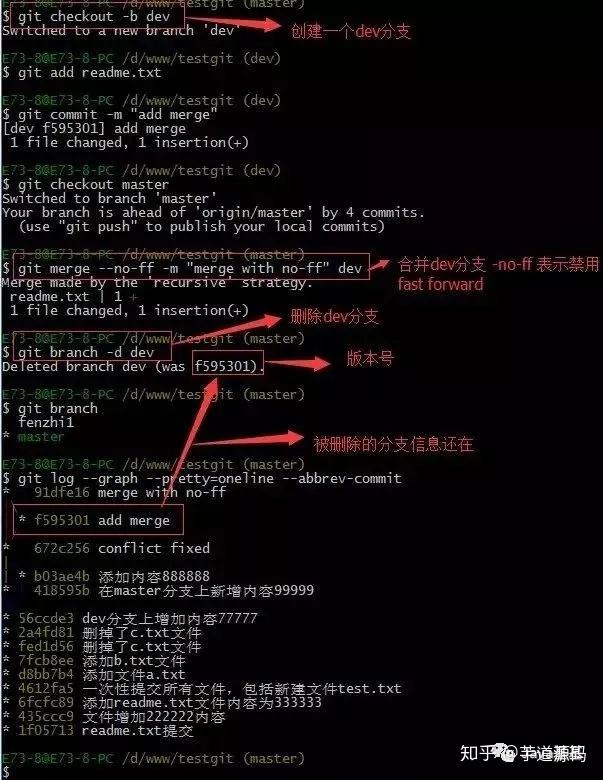 E73-8@E73-8-PC /d/www/testgit (master)
$ git checkout -b dev
Switched to a new branch 'dev'
创建一个dev分支
E73-8@E73-8-PC /d/www/testgit (dev)
$ git add readme.txt
E73-8@E73-8-PC /d/www/testgit (dev)
$ git commit -m "add merge"
[dev f595301] add merge
1 file changed, 1 insertion(+)
E73-8@E73-8-PC /d/www/testgit (dev)
$ git checkout master
Switched to branch 'master'
Your branch is ahead of 'origin/master' by 4 commits.
(use "git push" to publish your local commits)
E73-8@E73-8-PC /d/www/testgit (master)
$ git merge --no-ff -m "merge with no-ff" dev
合并dev分支 -no-ff 表示禁用
fast forward
Merge made by the 'recursive' strategy.
readme.txt | 1 +
1 file changed, 1 insertion(+)
删除dev分支
E73-8@E73-8-PC /d/www/testgit (master)
$ git branch -d dev
Deleted branch dev (was f595301).
版本号
E73-8@E73-8-PC /d/www/testgit (master)
$ git branch
fenzhi1
* master
被删除的分支信息还在
E73-8@E73-8-PC /d/www/testgit (master)
$ git log --graph --pretty=oneline --abbrev-commit
* 91dfe16 merge with no-ff
* f595301 add merge
* 672c256 conflict fixed
|
| * b03ae4b 添加内容888888
* 418595b 在master分支上新增内容99999
* 56ccde3 dev分支上增加内容77777
* 2a4fd81 删掉了c.txt文件
* fed1d56 删掉了c.txt文件
* 7fcb8ee 添加b.txt文件
* d8bb7b4 添加文件a.txt
* 4612fa5 一次性提交所有文件，包括新建文件test.txt
* 6fcfc89 添加readme.txt文件内容为333333
* 435ccc9 文件增加222222内容
* 1f05713 readme.txt提交
E73-8@E73-8-PC /d/www/testgit (master)
$
知乎 @芋道源码